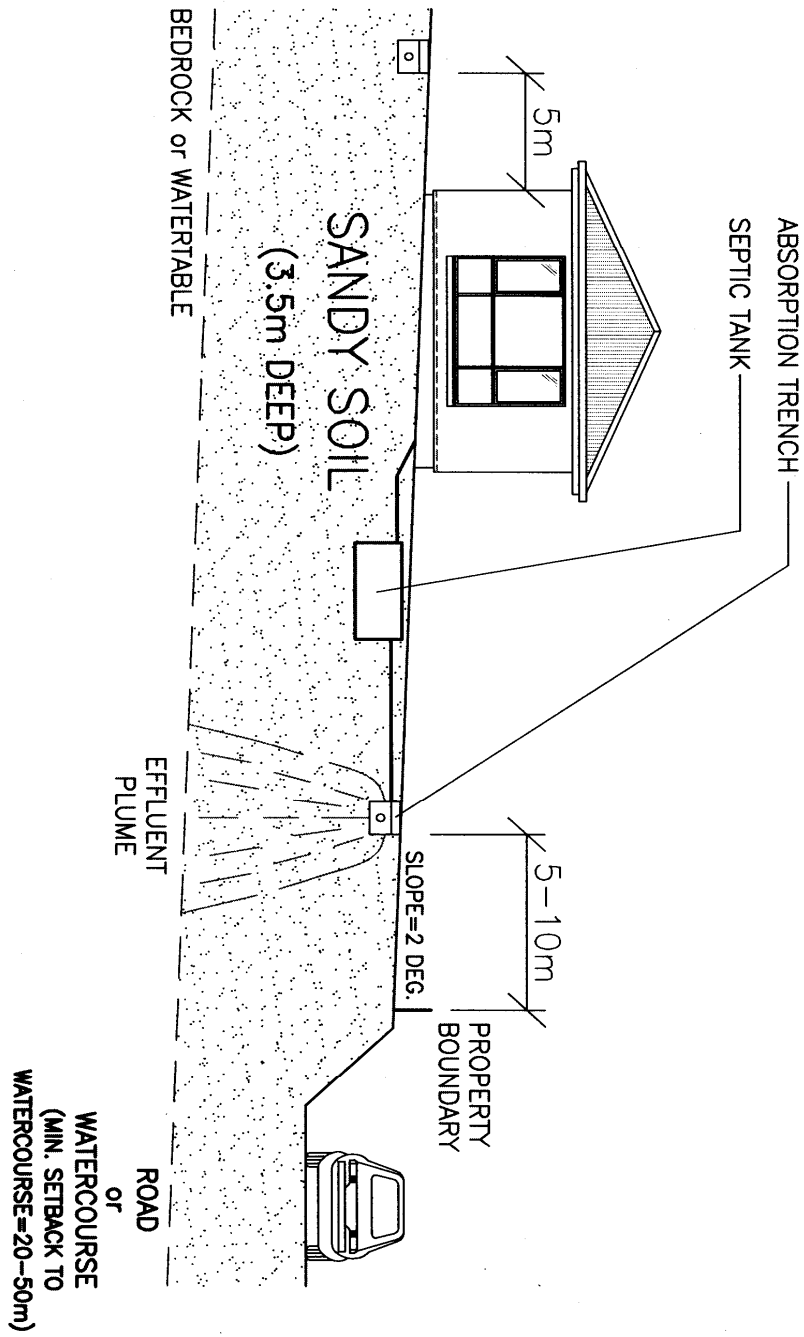 ABSORPTION TRENCH
SEPTIC TANK
5m
5-10m
PROPERTY
BOUNDARY
SLOPE=2 DEG.
SANDY SOIL
(3.5m DEEP)
BEDROCK or WATERTABLE
EFFLUENT
PLUME
ROAD
or
WATERCOURSE
(MIN. SETBACK TO
WATERCOURSE=20-50m)